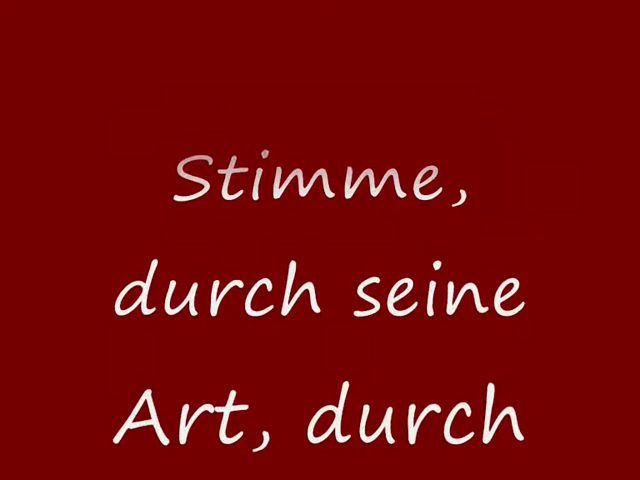 Stimme,
durch seine
Art, durch